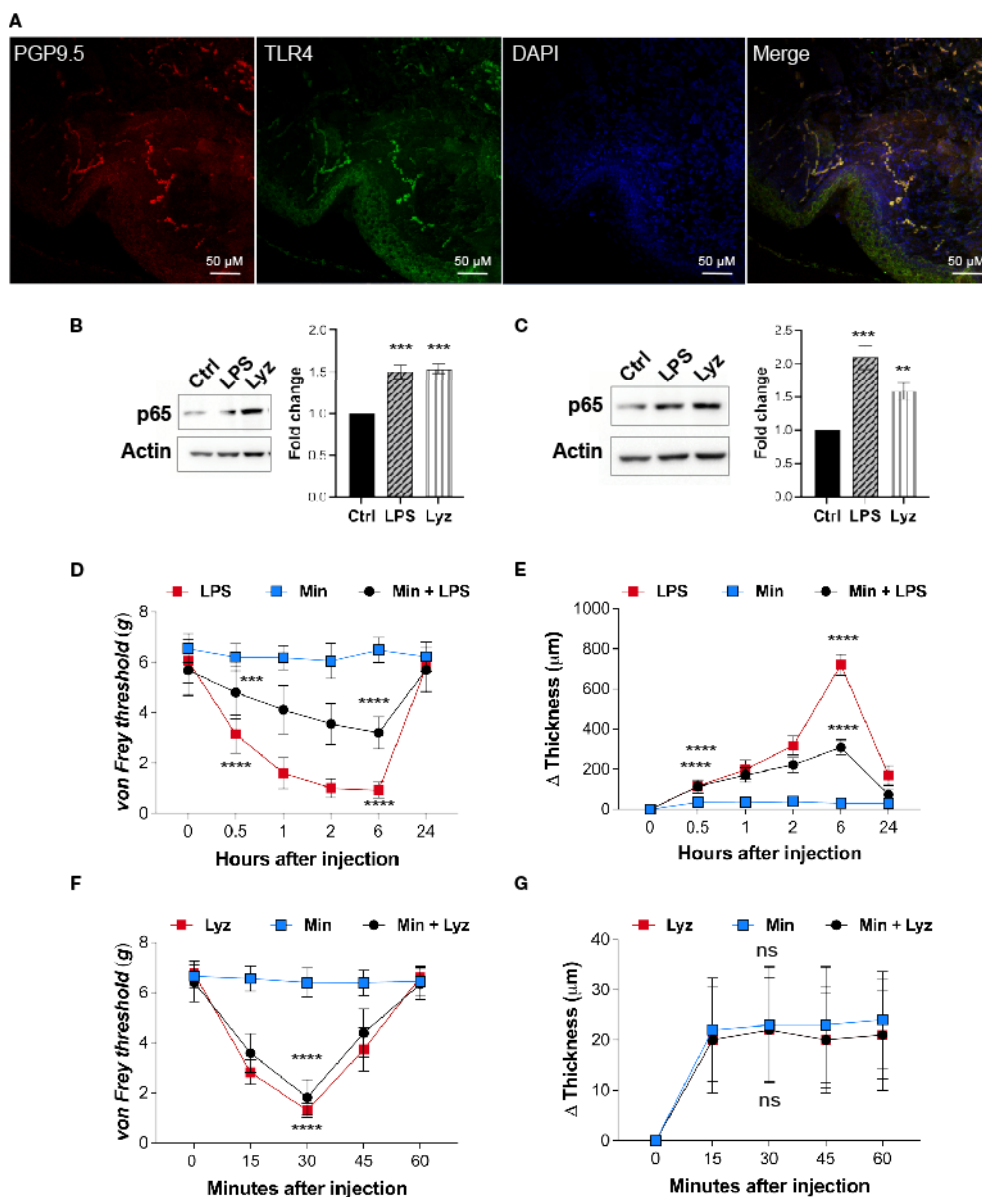 A
PGP9.5 TLR4 DAPI Merge
50 µM 50 µM 50 µM 50 µM
B
Ctrl LPS Lyz
p65
Actin
Fold change
2.0
1.5
1.0
0.5
0.0
*** ***
Ctrl LPS Lyz
C
Ctrl LPS Lyz
p65
Actin
Fold change
2.5
2.0
1.5
1.0
0.5
0.0
*** **
Ctrl LPS Lyz
D
LPS Min Min + LPS
von Frey threshold (g)
8
6
4
2
0
***
****
****
****
0 0.5 1 2 6 24
Hours after injection
E
LPS Min Min + LPS
Δ Thickness (µm)
1000
800
600
400
200
0
****
****
****
****
0 0.5 1 2 6 24
Hours after injection
F
Lyz Min Min + Lyz
von Frey threshold (g)
8
6
4
2
0
****
****
0 15 30 45 60
Minutes after injection
G
Lyz Min Min + Lyz
Δ Thickness (µm)
40
30
20
10
0
ns
ns
0 15 30 45 60
Minutes after injection